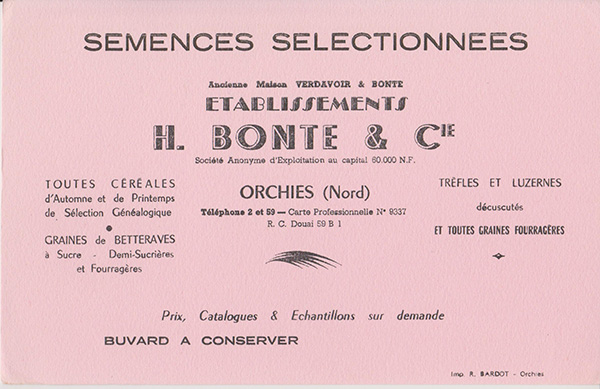 SEMENCES SELECTIONNEES
Ancienne Maison VERDAVOIR & BONTE
ETABLISSEMENTS
H. BONTE & CIE
Société Anonyme d'Exploitation au capital 60.000 N.F.
ORCHIES (Nord)
Téléphone 2 et 59 — Carte Professionnelle N° 9337
R. C. Douai 59 B 1
TOUTES CÉRÉALES
d'Automne et de Printemps
de Sélection Généalogique
•
GRAINES de BETTERAVES
à Sucre - Demi-Sucrières
et Fourragères
TRÈFLES ET LUZERNES
décuscutés
ET TOUTES GRAINES FOURRAGÈRES
Prix, Catalogues & Echantillons sur demande
BUVARD A CONSERVER
Imp. R. BARDOT - Orchies